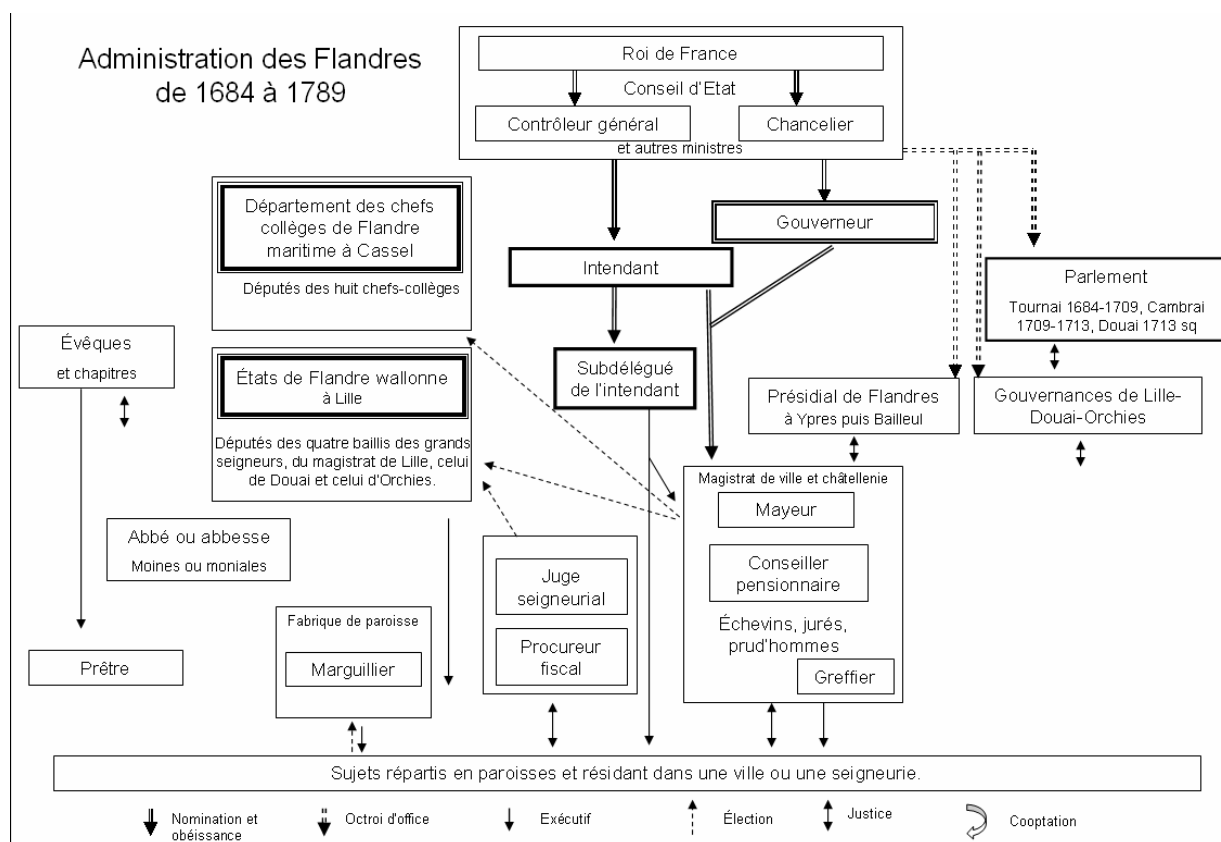 Administration des Flandres
de 1684 à 1789
Roi de France
Conseil d'Etat
Contrôleur général
Chancelier
et autres ministres
Département des chefs
collèges de Flandre
maritime à Cassel
Députés des huit chefs-collèges
Gouverneur
Intendant
Parlement
Tournai 1684-1709, Cambrai
1709-1713, Douai 1713 sq
Évêques
et chapitres
États de Flandre wallonne
à Lille
Députés des quatre baillis des grands
seigneurs, du magistrat de Lille, celui
de Douai et celui d'Orchies.
Subdélégué
de l'intendant
Présidial de Flandres
à Ypres puis Bailleul
Gouvernances de Lille-
Douai-Orchies
Magistrat de ville et châtellenie
Mayeur
Conseiller
pensionnaire
Échevins, jurés,
prud'hommes
Greffier
Abbé ou abbesse
Moines ou moniales
Juge
seigneurial
Procureur
fiscal
Fabrique de paroisse
Marguillier
Prêtre
Sujets répartis en paroisses et résidant dans une ville ou une seigneurie.
Nomination et
obéissance
Octroi d'office
Exécutif
Élection
Justice
Cooptation